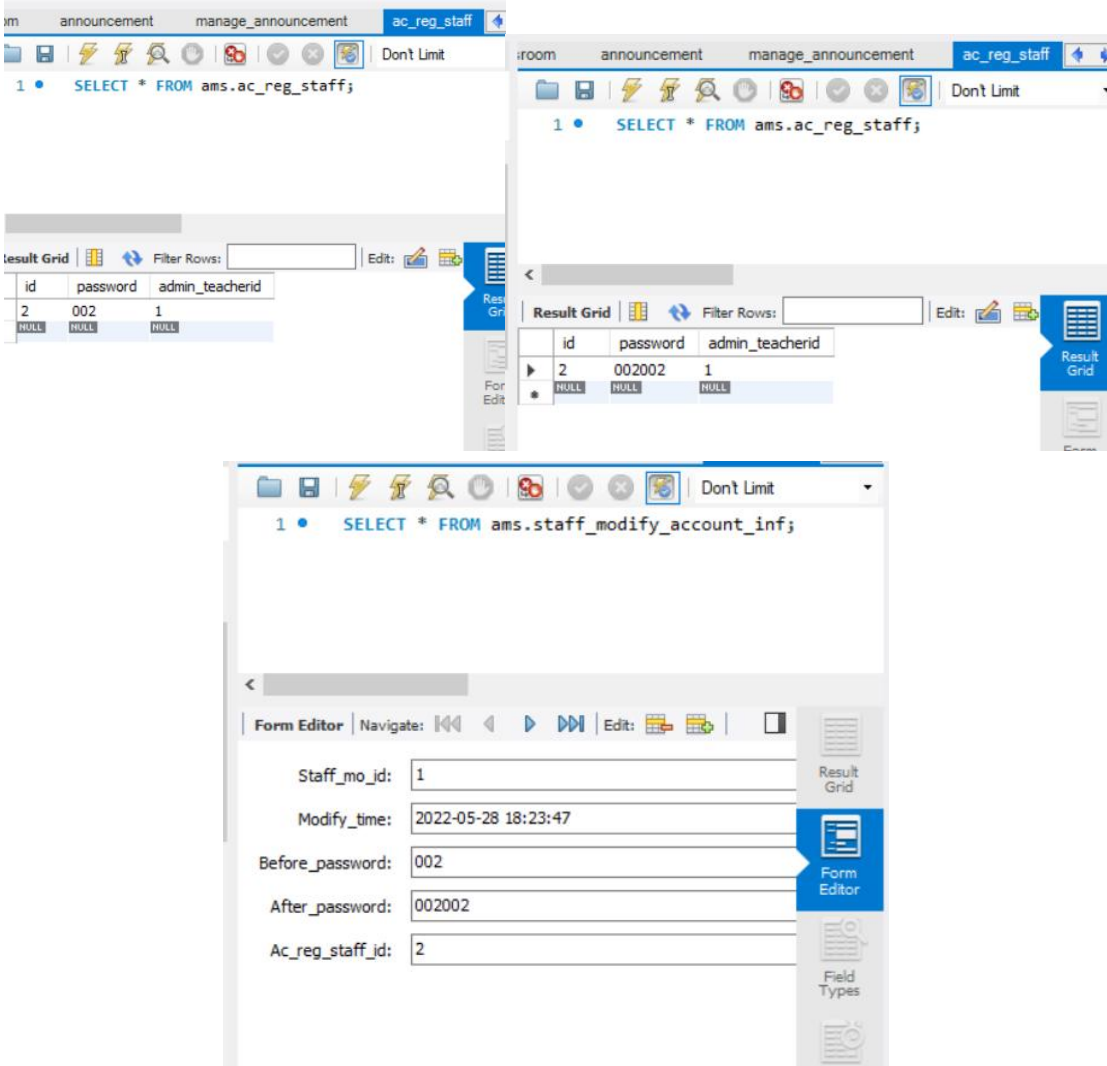 om announcement manage_announcement ac_reg_staff
Don't Limit
1 SELECT * FROM ams.ac_reg_staff;
Result Grid Filter Rows: Edit:
id password admin_teacherid
2 002 1
NULL NULL NULL
Resu
Gri
For
Edit
sroom announcement manage_announcement ac_reg_staff
Don't Limit
1 SELECT * FROM ams.ac_reg_staff;
Result Grid Filter Rows: Edit:
id password admin_teacherid
2 002002 1
NULL NULL NULL
Result
Grid
Form
Don't Limit
1 SELECT * FROM ams.staff_modify_account_inf;
Form Editor Navigate: Edit:
Staff_mo_id: 1
Modify_time: 2022-05-28 18:23:47
Before_password: 002
After_password: 002002
Ac_reg_staff_id: 2
Result
Grid
Form
Editor
Field
Types